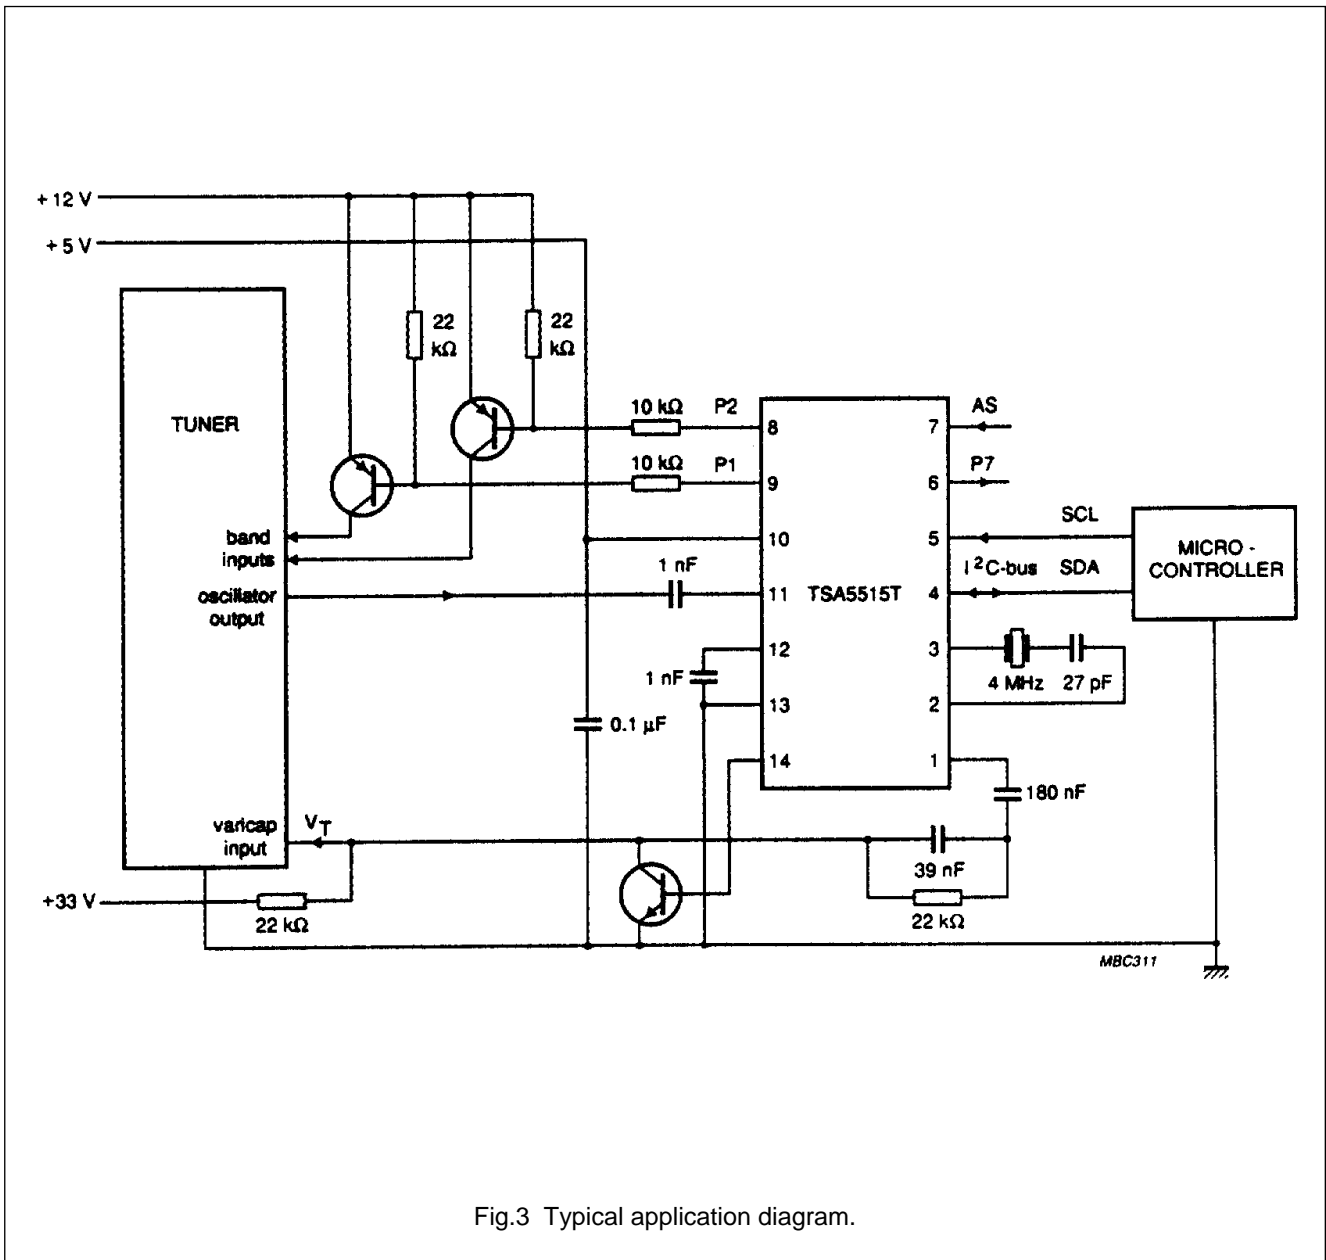 + 12 V
+ 5 V
22 kΩ
22 kΩ
TUNER
10 kΩ
P2
8
7
AS
10 kΩ
P1
9
6
P7
band inputs
10
5
SCL
MICRO - CONTROLLER
1 nF
I²C-bus
SDA
oscillator output
11
TSA5515T
4
12
3
1 nF
4 MHz
27 pF
13
2
0.1 µF
14
1
180 nF
varicap input
VT
39 nF
+33 V
22 kΩ
22 kΩ
MBC311
Fig.3 Typical application diagram.